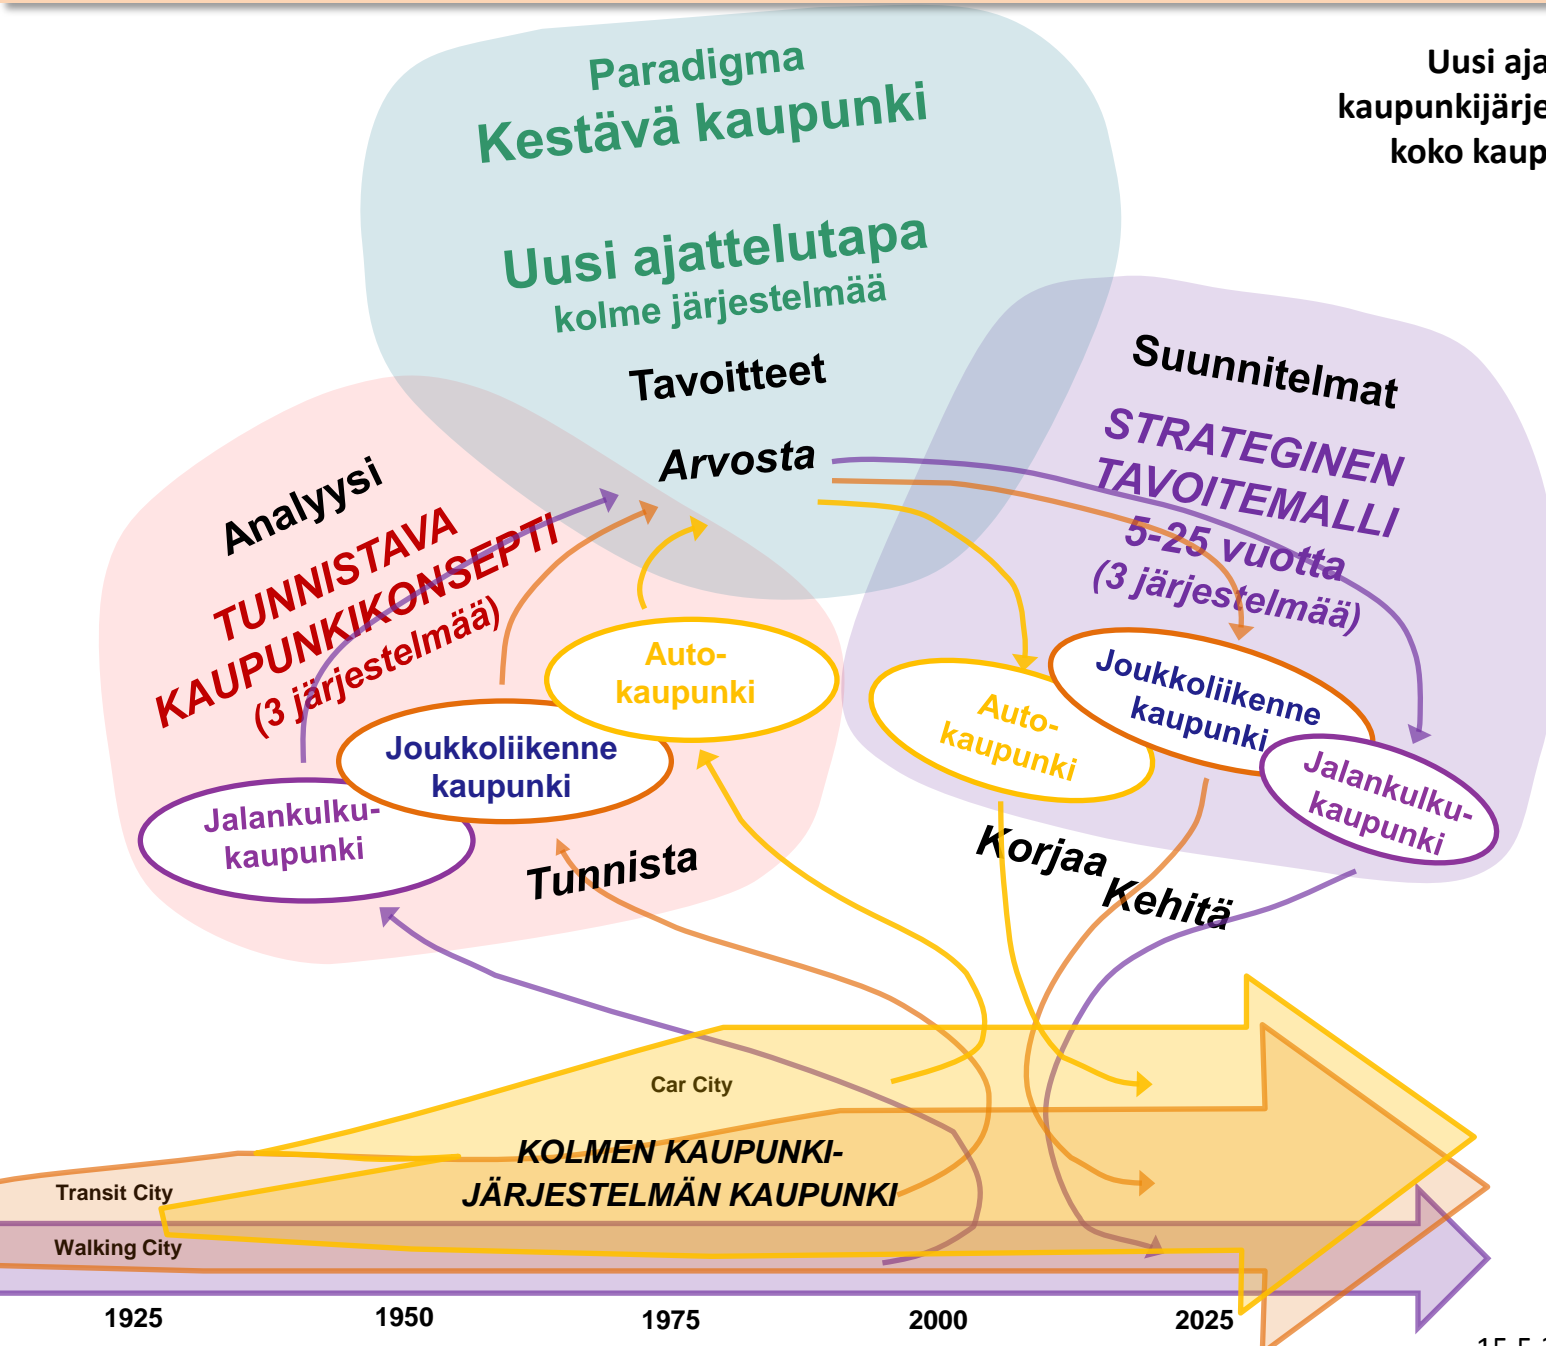 Paradigma
Kestävä kaupunki
Uusi ajattelutapa
kolme järjestelmää
Tavoitteet
Arvosta
Uusi
koko
Analyysi
TUNNISTAVA
KAUPUNKIKONSEPTI
(3 järjestelmää)
Auto-
kaupunki
Joukkoliikenne
kaupunki
Jalankulku-
kaupunki
Tunnista
Suunnitelmat
STRATEGINEN
TAVOITEMALLI
5-25 vuotta
(3 järjestelmää)
Auto-
kaupunki
Joukkoliikenne
kaupunki
Jalankulku-
kaupunki
Korjaa
Kehitä
Car City
KOLMEN KAUPUNKI-
JÄRJESTELMÄN KAUPUNKI
Transit City
Walking City
1925 1950 1975 2000 2025